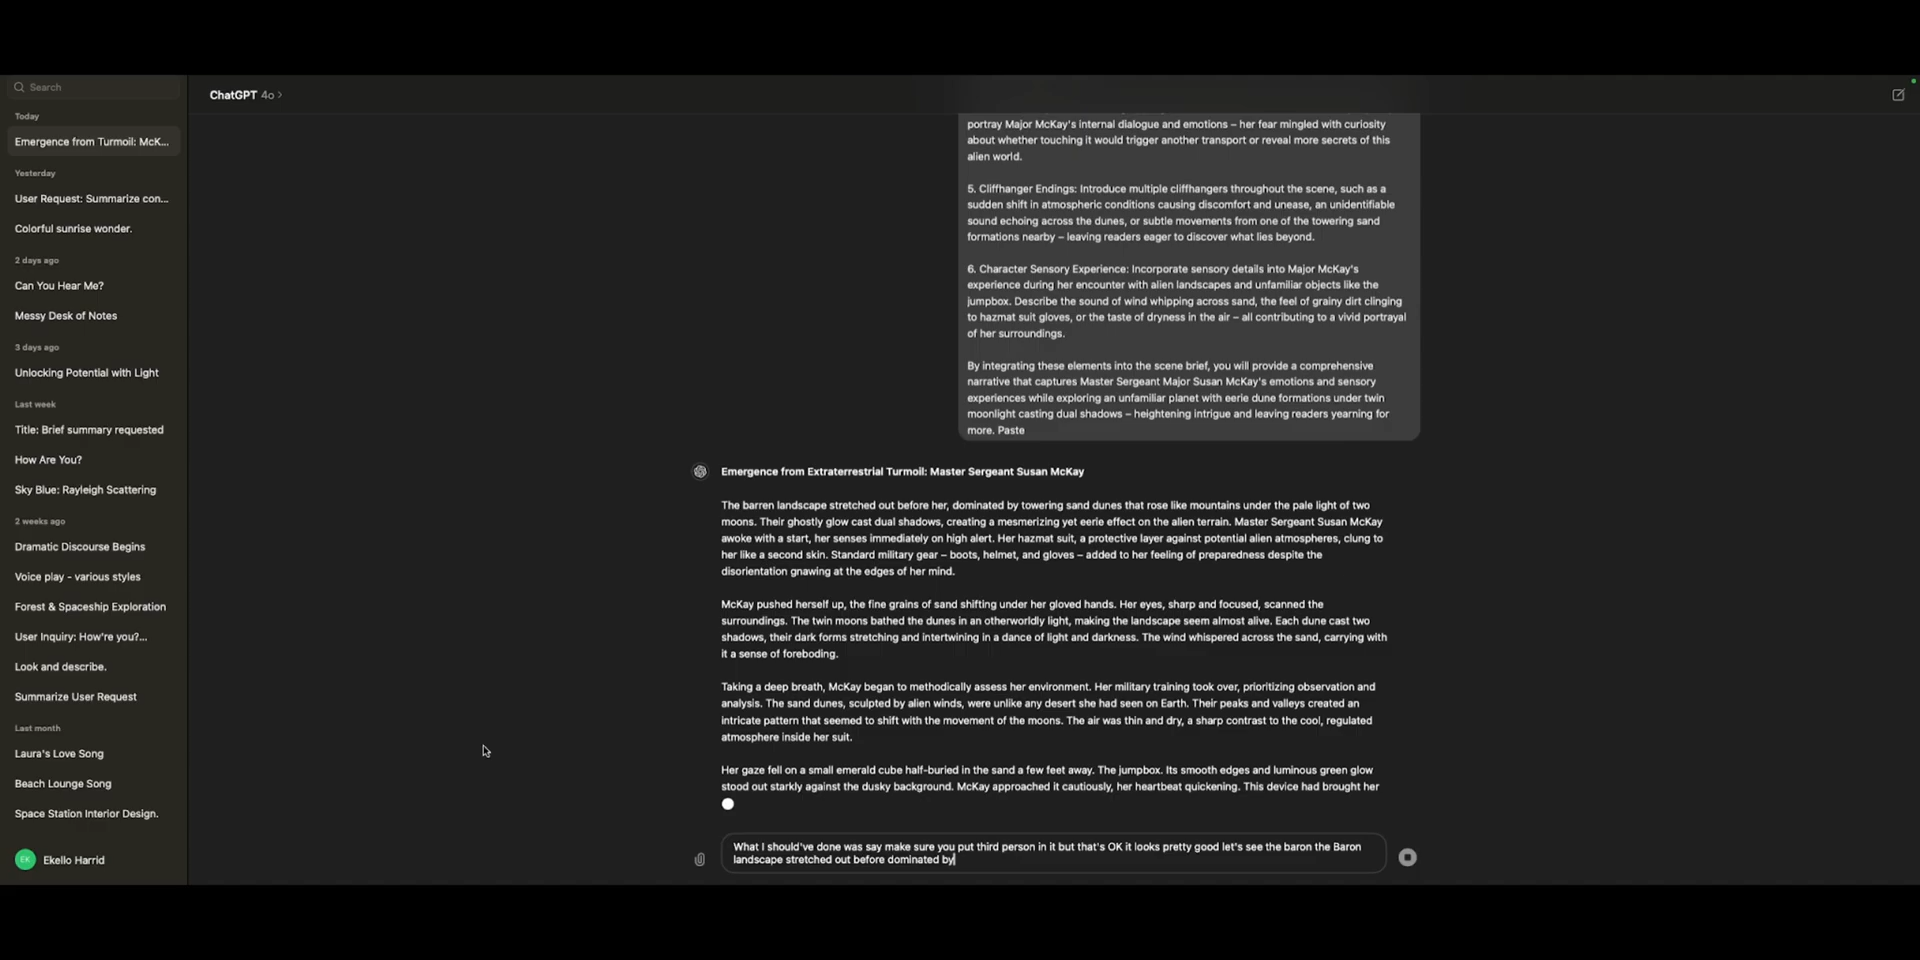 Search
ChatGPT 4o >
Today
Emergence from Turmoil: McK...
Yesterday
User Request: Summarize con...
Colorful sunrise wonder.
2 days ago
Can You Hear Me?
Messy Desk of Notes
3 days ago
Unlocking Potential with Light
Last week
Title: Brief summary requested
How Are You?
Sky Blue: Rayleigh Scattering
2 weeks ago
Dramatic Discourse Begins
Voice play - various styles
Forest & Spaceship Exploration
User Inquiry: How're you?...
Look and describe.
Summarize User Request
Last month
Laura's Love Song
Beach Lounge Song
Space Station Interior Design.
EK Ekello Harrid
portray Major McKay's internal dialogue and emotions – her fear mingled with curiosity
about whether touching it would trigger another transport or reveal more secrets of this
alien world.
5. Cliffhanger Endings: Introduce multiple cliffhangers throughout the scene, such as a
sudden shift in atmospheric conditions causing discomfort and unease, an unidentifiable
sound echoing across the dunes, or subtle movements from one of the towering sand
formations nearby – leaving readers eager to discover what lies beyond.
6. Character Sensory Experience: Incorporate sensory details into Major McKay's
experience during her encounter with alien landscapes and unfamiliar objects like the
jumpbox. Describe the sound of wind whipping across sand, the feel of grainy dirt clinging
to hazmat suit gloves, or the taste of dryness in the air – all contributing to a vivid portrayal
of her surroundings.
By integrating these elements into the scene brief, you will provide a comprehensive
narrative that captures Master Sergeant Major Susan McKay's emotions and sensory
experiences while exploring an unfamiliar planet with eerie dune formations under twin
moonlight casting dual shadows – heightening intrigue and leaving readers yearning for
more. Paste
Emergence from Extraterrestrial Turmoil: Master Sergeant Susan McKay
The barren landscape stretched out before her, dominated by towering sand dunes that rose like mountains under the pale light of two
moons. Their ghostly glow cast dual shadows, creating a mesmerizing yet eerie effect on the alien terrain. Master Sergeant Susan McKay
awoke with a start, her senses immediately on high alert. Her hazmat suit, a protective layer against potential alien atmospheres, clung to
her like a second skin. Standard military gear – boots, helmet, and gloves – added to her feeling of preparedness despite the
disorientation gnawing at the edges of her mind.
McKay pushed herself up, the fine grains of sand shifting under her gloved hands. Her eyes, sharp and focused, scanned the
surroundings. The twin moons bathed the dunes in an otherworldly light, making the landscape seem almost alive. Each dune cast two
shadows, their dark forms stretching and intertwining in a dance of light and darkness. The wind whispered across the sand, carrying with
it a sense of foreboding.
Taking a deep breath, McKay began to methodically assess her environment. Her military training took over, prioritizing observation and
analysis. The sand dunes, sculpted by alien winds, were unlike any desert she had seen on Earth. Their peaks and valleys created an
intricate pattern that seemed to shift with the movement of the moons. The air was thin and dry, a sharp contrast to the cool, regulated
atmosphere inside her suit.
Her gaze fell on a small emerald cube half-buried in the sand a few feet away. The jumpbox. Its smooth edges and luminous green glow
stood out starkly against the dusky background. McKay approached it cautiously, her heartbeat quickening. This device had brought her
What I should've done was say make sure you put third person in it but that's OK it looks pretty good let's see the baron the Baron
landscape stretched out before dominated by